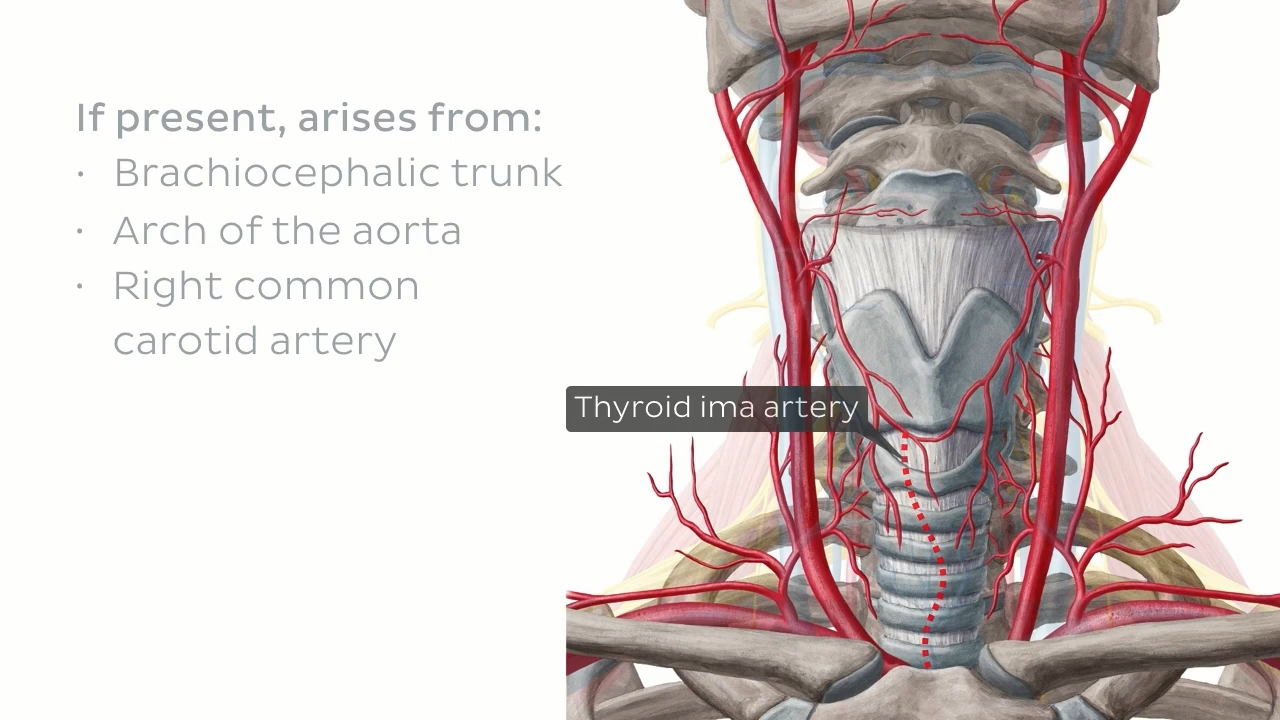 If present, arises from:
· Brachiocephalic trunk
· Arch of the aorta
· Right common
carotid artery
Thyroid ima artery